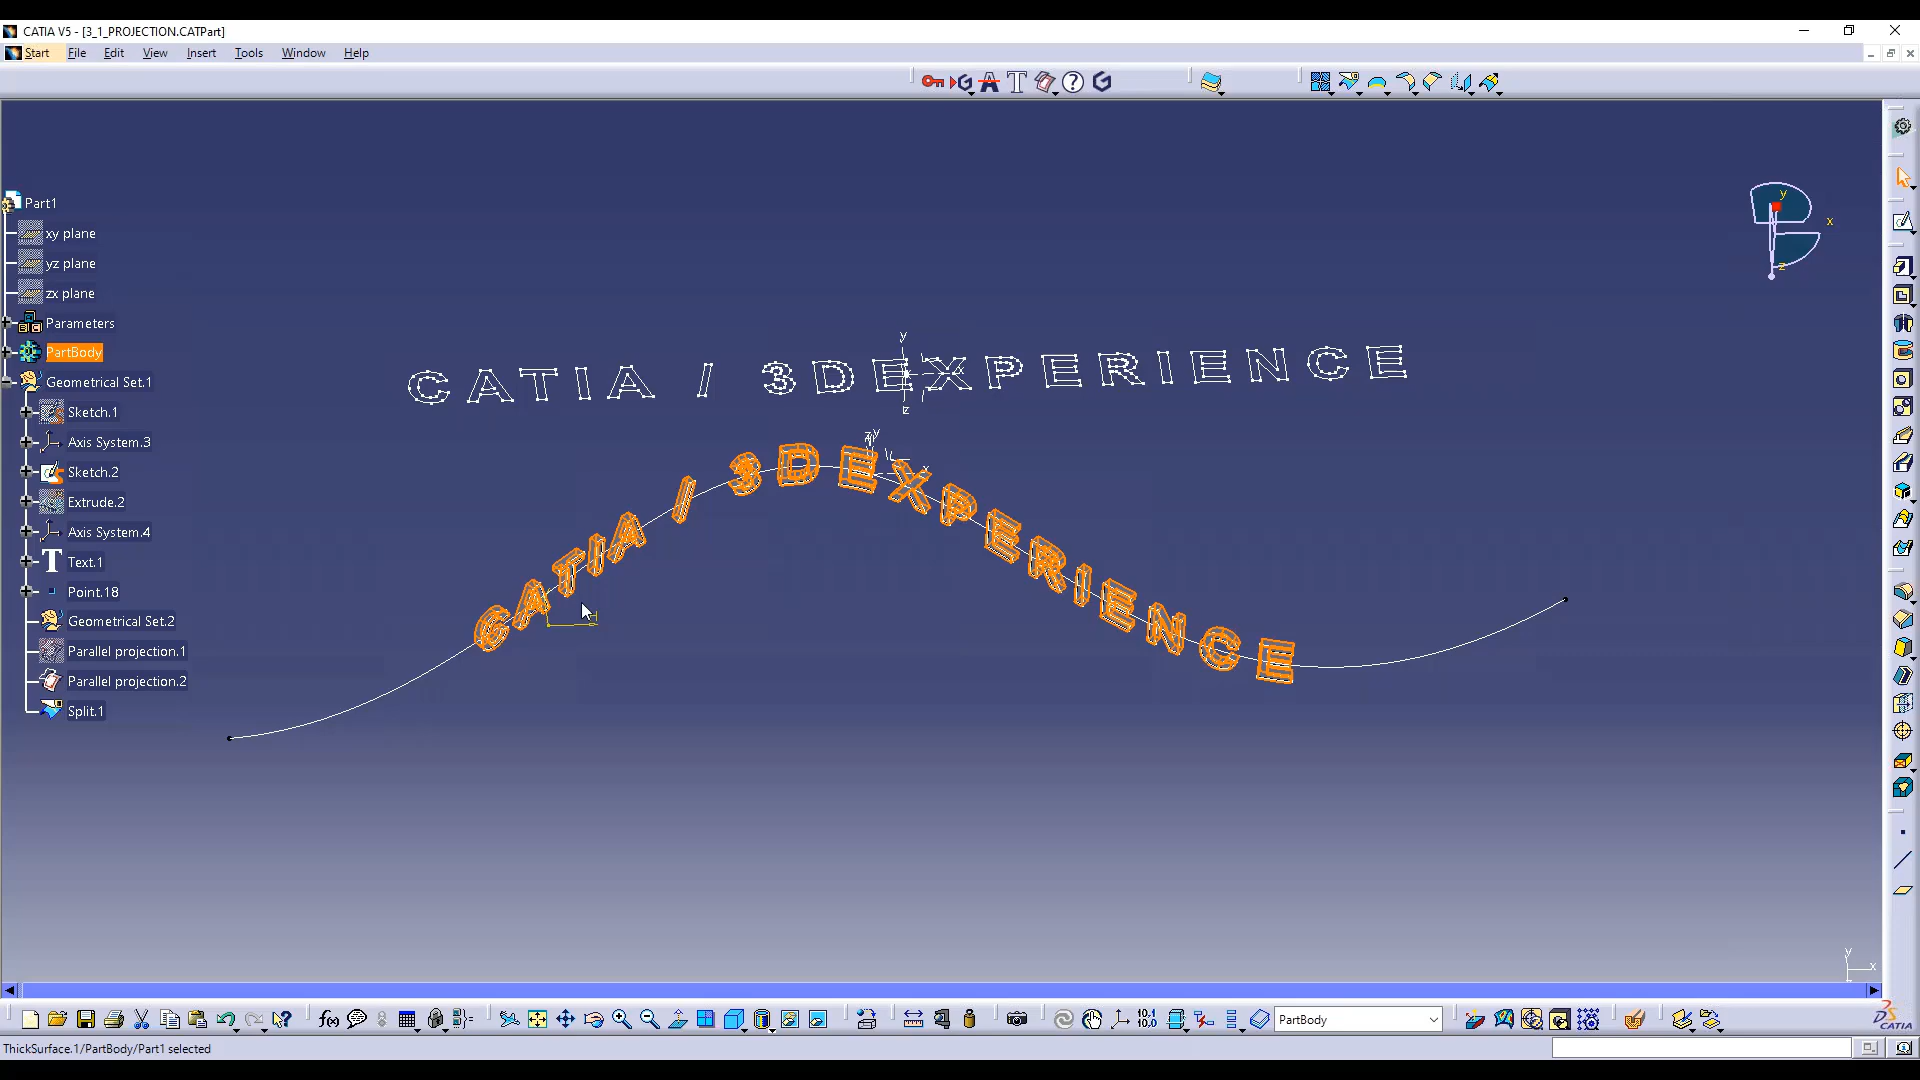 CATIA V5 - [3_1_PROJECTION.CATPart]
Start File Edit View Insert Tools Window Help
Part1
xy plane
yz plane
zx plane
Parameters
PartBody
Geometrical Set.1
Sketch.1
Axis System.3
Sketch.2
Extrude.2
Axis System.4
Text.1
Point.18
Geometrical Set.2
Parallel projection.1
Parallel projection.2
Split.1
CATIA / 3DEXPERIENCE
CATIA / 3DEXPERIENCE
y
x
z
y
z
y
x
H
y
x
PartBody
CATIA
ThickSurface.1/PartBody/Part1 selected